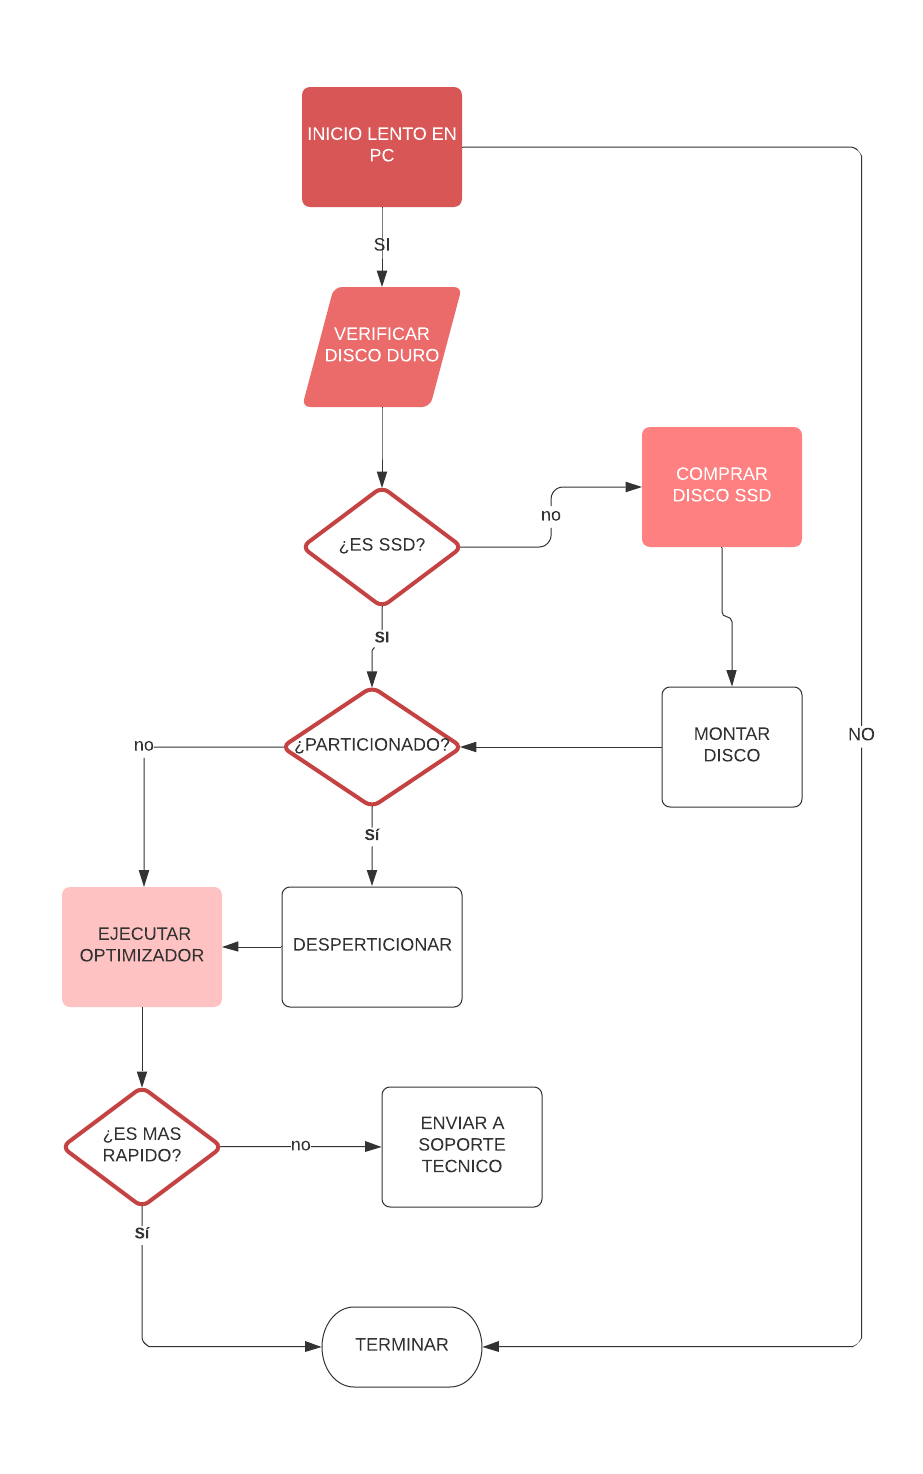 INICIO LENTO EN
PC
SI
VERIFICAR
DISCO DURO
COMPRAR
DISCO SSD
no
¿ES SSD?
SI
MONTAR
DISCO
NO
¿PARTICIONADO?
no
Sí
EJECUTAR
OPTIMIZADOR
DESPERTICIONAR
¿ES MAS
RAPIDO?
no
ENVIAR A
SOPORTE
TECNICO
Sí
TERMINAR